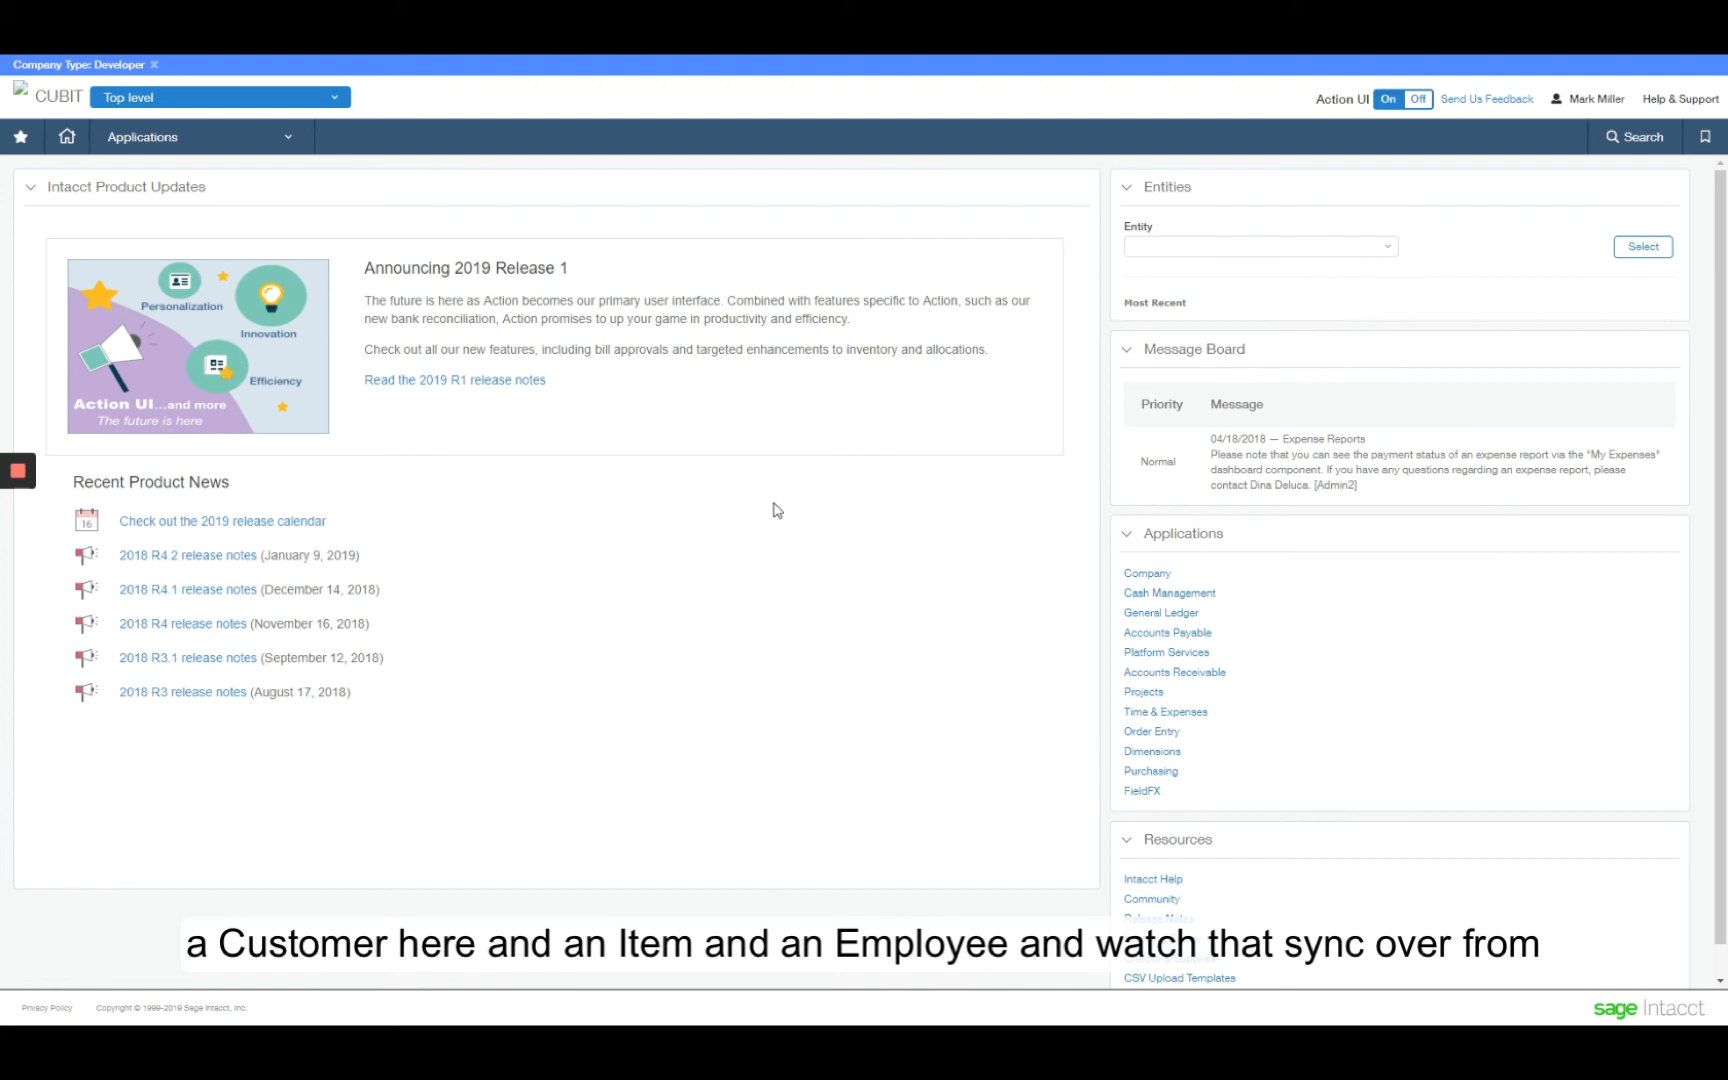 Company Type: Developer
CUBIT
Top level
Action UI On Off Send Us Feedback Mark Miller Help & Support
Applications
Search
Intacct Product Updates
Personalization
Innovation
Efficiency
Action UI...and more
The future is here
Announcing 2019 Release 1
The future is here as Action becomes our primary user interface. Combined with features specific to Action, such as our
new bank reconciliation, Action promises to up your game in productivity and efficiency.
Check out all our new features, including bill approvals and targeted enhancements to inventory and allocations.
Read the 2019 R1 release notes
Recent Product News
16
Check out the 2019 release calendar
2018 R4.2 release notes (January 9, 2019)
2018 R4.1 release notes (December 14, 2018)
2018 R4 release notes (November 16, 2018)
2018 R3.1 release notes (September 12, 2018)
2018 R3 release notes (August 17, 2018)
Entities
Entity
Select
Most Recent
Message Board
Priority Message
Normal
04/18/2018 — Expense Reports
Please note that you can see the payment status of an expense report via the "My Expenses"
dashboard component. If you have any questions regarding an expense report, please
contact Dina Deluca. [Admin2]
Applications
Company
Cash Management
General Ledger
Accounts Payable
Platform Services
Accounts Receivable
Projects
Time & Expenses
Order Entry
Dimensions
Purchasing
FieldFX
Resources
Intacct Help
Community
Release Notes
a Customer here and an Item and an Employee and watch that sync over from
CSV Upload Templates
Privacy Policy Copyright © 1999-2019 Sage Intacct, Inc.
sage Intacct